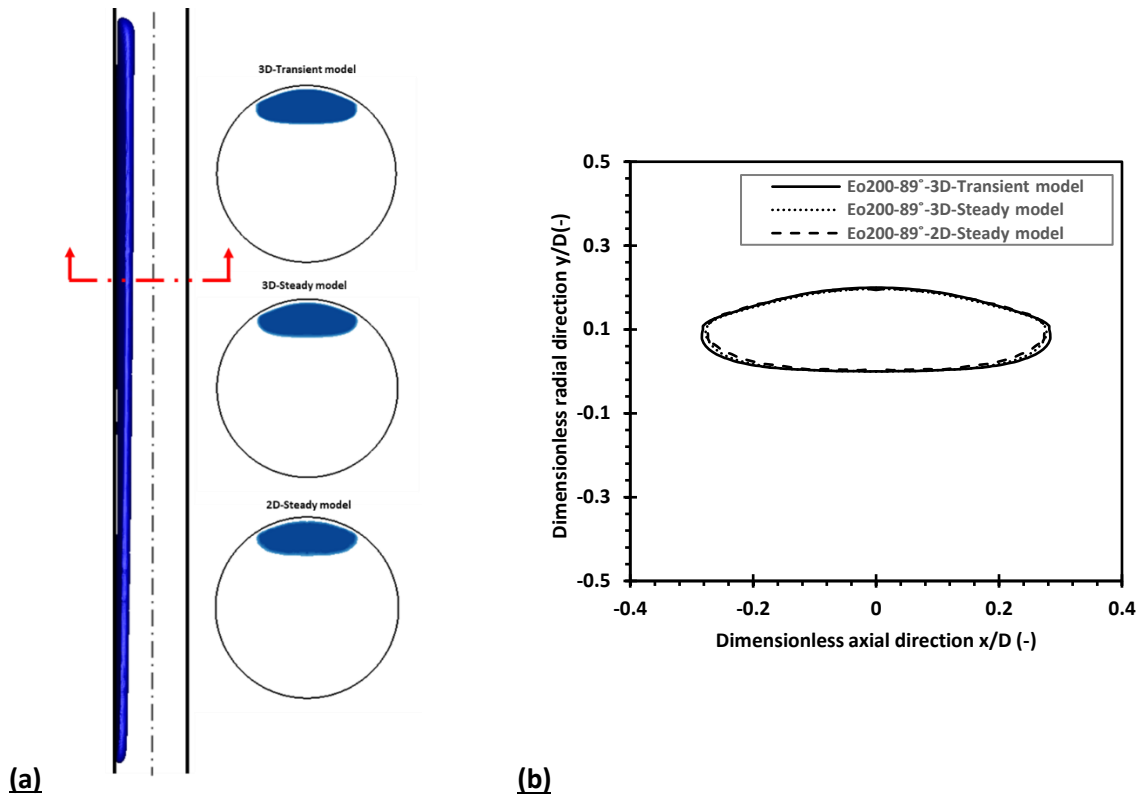 3D-Transient model
3D-Steady model
2D-Steady model
(a)
Eo200-89˚-3D-Transient model
Eo200-89˚-3D-Steady model
Eo200-89˚-2D-Steady model
0.5
0.3
0.1
-0.1
-0.3
-0.5
Dimensionless radial direction y/D(-)
-0.4
-0.2
0
0.2
0.4
Dimensionless axial direction x/D (-)
(b)